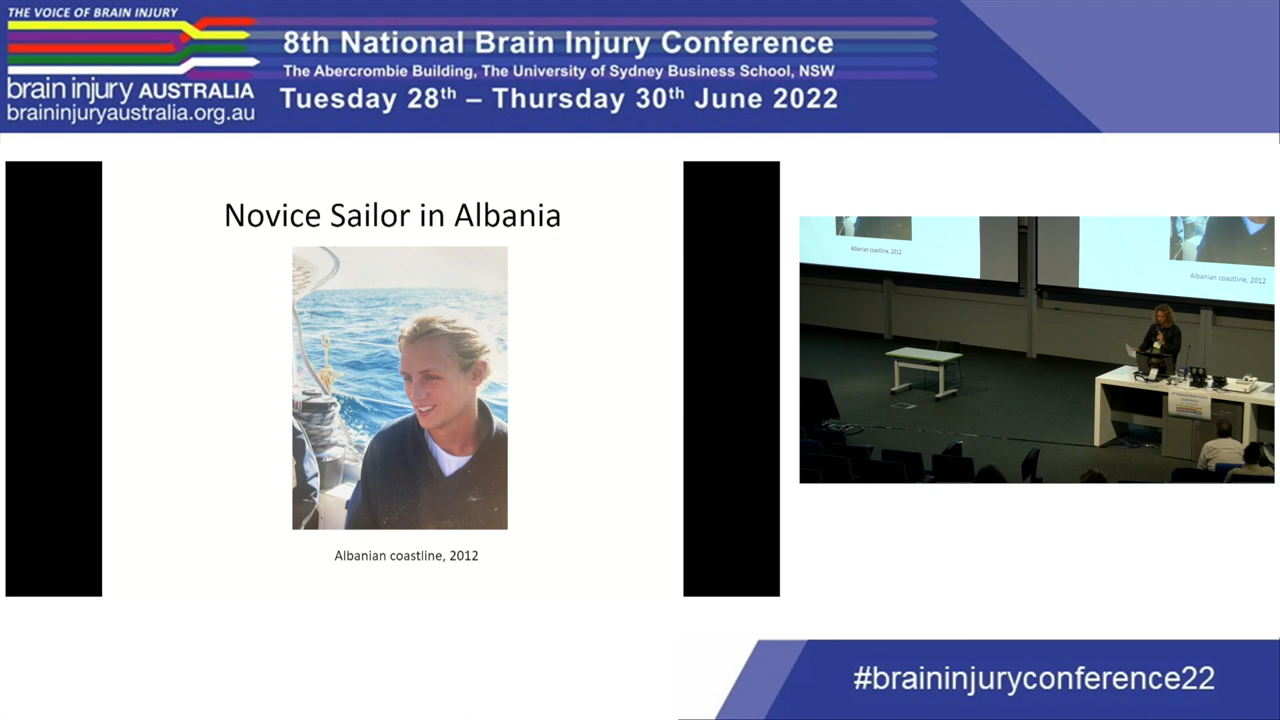 THE VOICE OF BRAIN INJURY
brain injury AUSTRALIA
braininjuryaustralia.org.au
8th National Brain Injury Conference
The Abercrombie Building, The University of Sydney Business School, NSW
Tuesday 28th – Thursday 30th June 2022
Novice Sailor in Albania
Albanian coastline, 2012
Albanian coastline, 2012
Albanian coastline, 2012
#braininjuryconference22